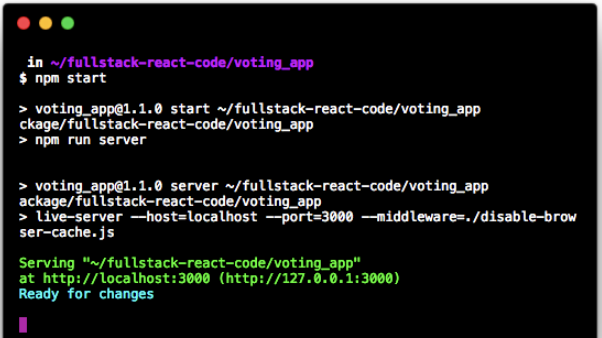 in ~/fullstack-react-code/voting_app
$ npm start
> voting_app@1.1.0 start ~/fullstack-react-code/voting_app
ckage/fullstack-react-code/voting_app
> npm run server
> voting_app@1.1.0 server ~/fullstack-react-code/voting_app
ackage/fullstack-react-code/voting_app
> live-server --host=localhost --port=3000 --middleware=./disable-brow
ser-cache.js
Serving "~/fullstack-react-code/voting_app"
at http://localhost:3000 (http://127.0.0.1:3000)
Ready for changes